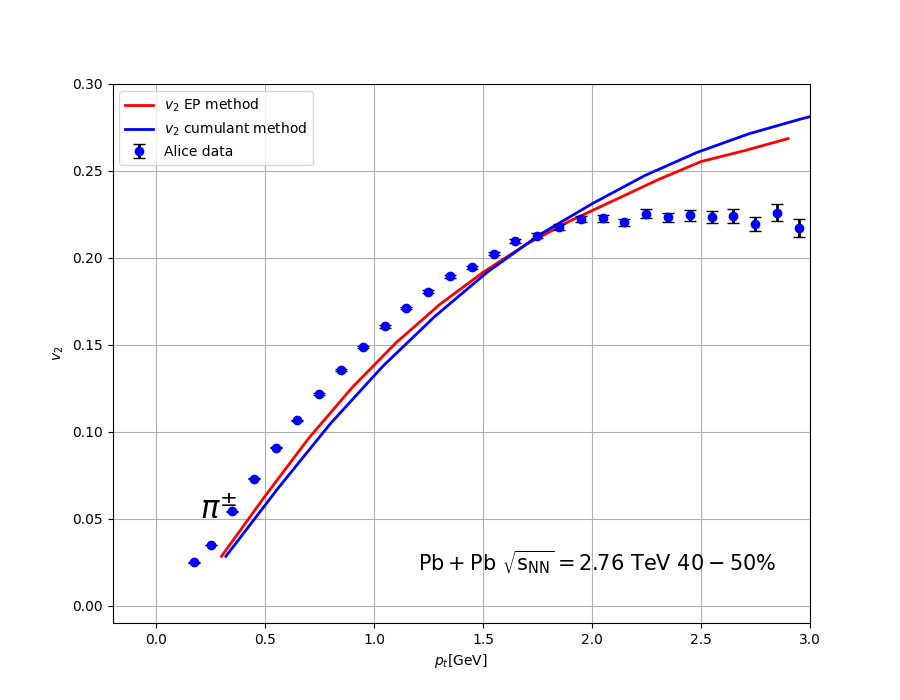 0.30
0.25
0.20
0.15
0.10
0.05
0.00
v₂
v₂ EP method
v₂ cumulant method
Alice data
π±
Pb + Pb √sNN = 2.76 TeV 40 − 50%
0.0 0.5 1.0 1.5 2.0 2.5 3.0
pₜ[GeV]